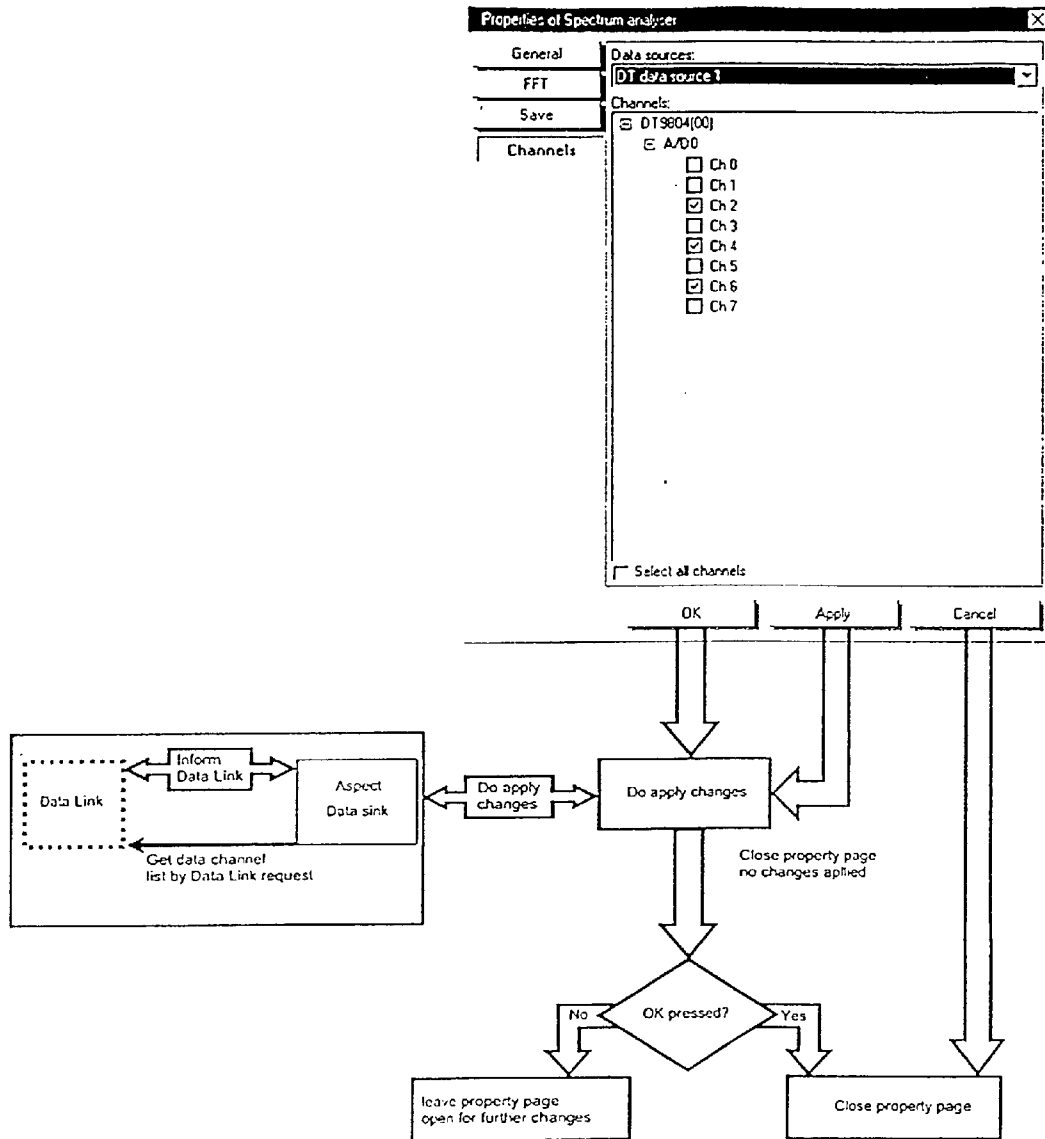 Properties of Spectrum analyser
General
FFT
Save
Channels
Data sources:
DT data source 1
Channels:
DT9804(00)
A/D0
Ch 0
Ch 1
Ch 2
Ch 3
Ch 4
Ch 5
Ch 6
Ch 7
Select all channels
OK
Apply
Cancel
Data Link
Inform
Data Link
Aspect
Data sink
Get data channel
list by Data Link request
Do apply
changes
Do apply changes
Close property page
no changes aplied
OK pressed?
No
Yes
leave property page
open for further changes
Close property page